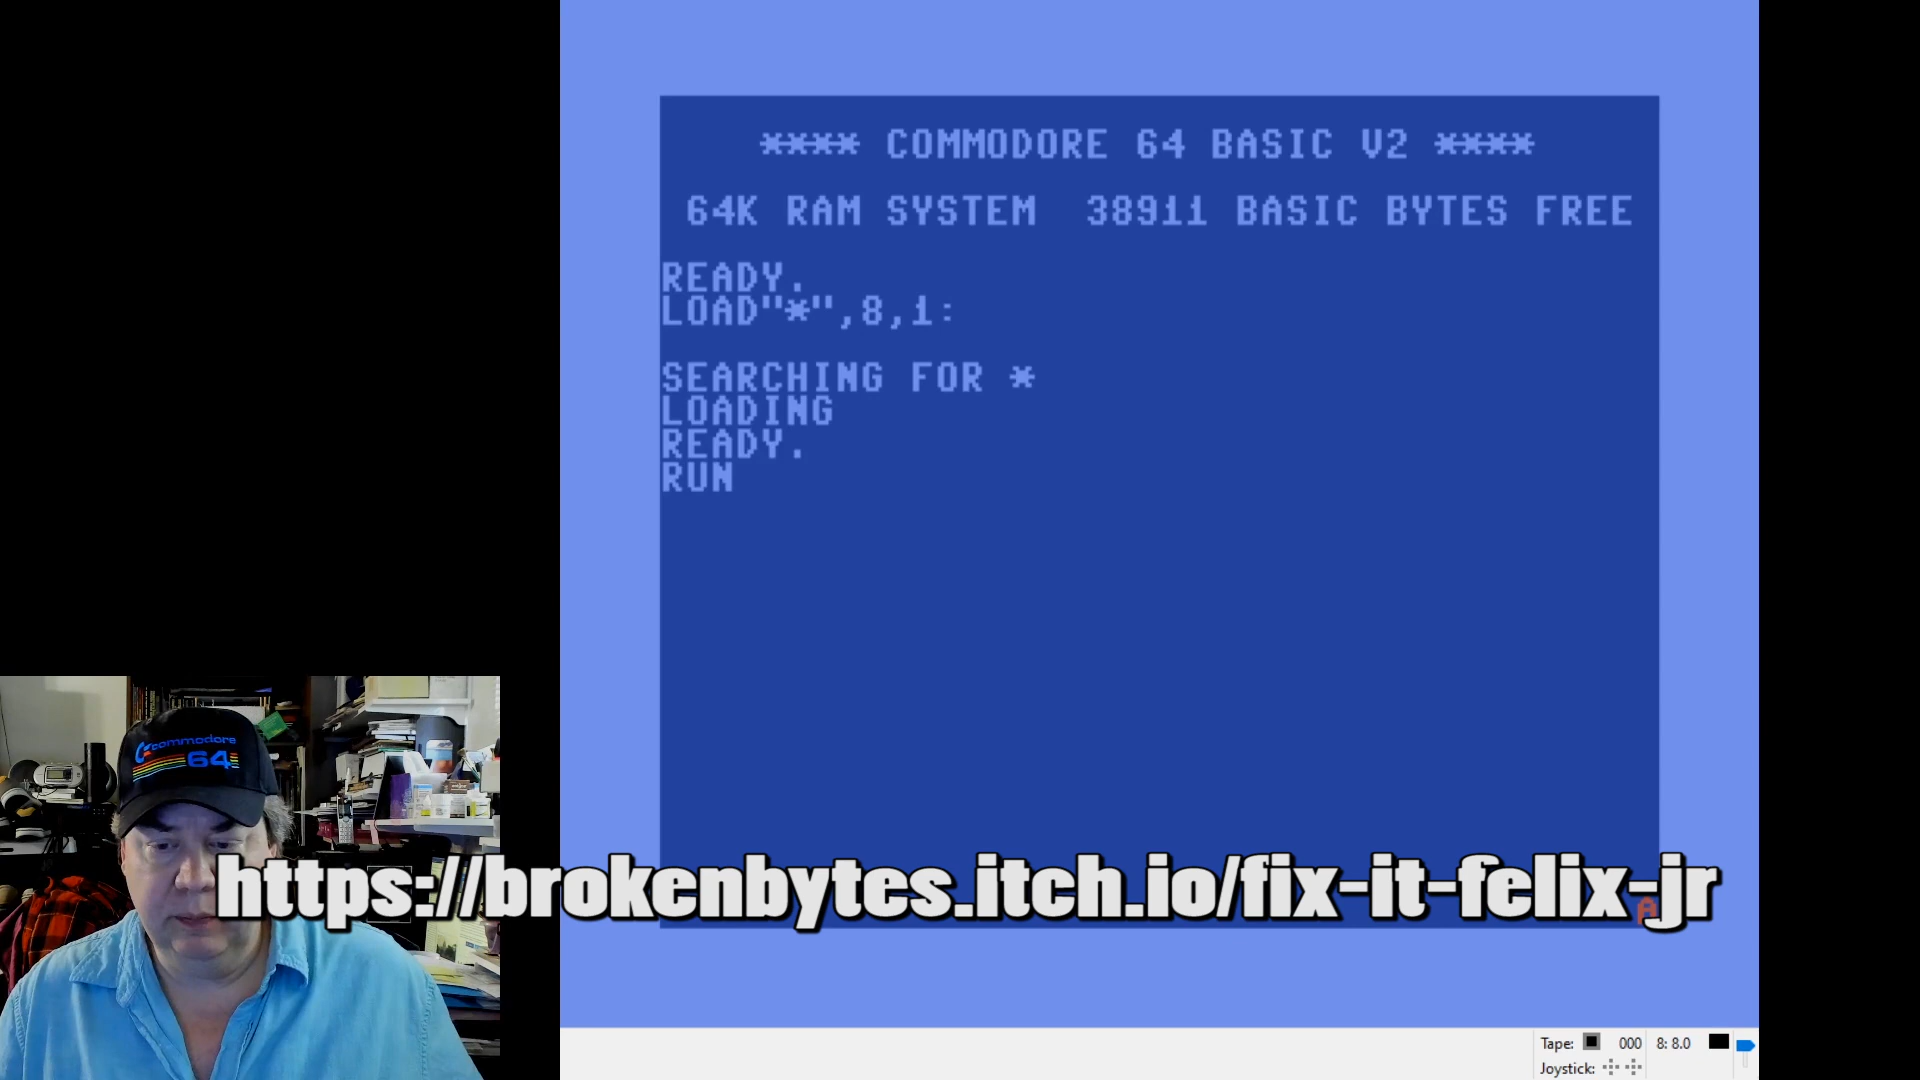 **** COMMODORE 64 BASIC V2 ****
64K RAM SYSTEM  38911 BASIC BYTES FREE
READY.
LOAD"*",8,1:
SEARCHING FOR *
LOADING
READY.
RUN
commodore
64
https://brokenbytes.itch.io/fix-it-felix-jr
A
Tape: 000 8: 8.0
Joystick: